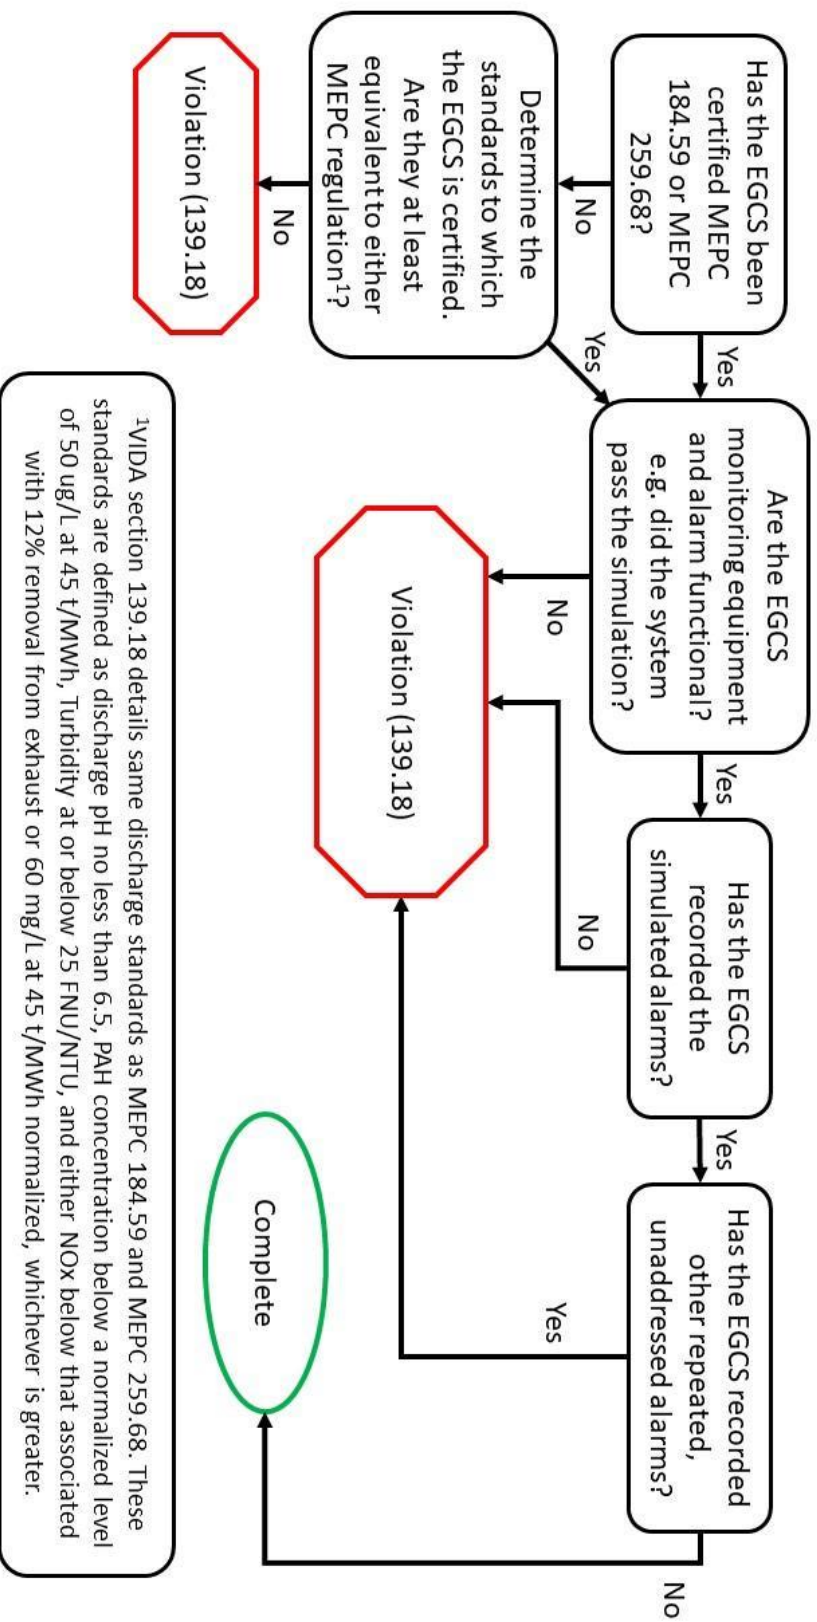 Has the EGCS been
certified MEPC
184.59 or MEPC
259.68?
Yes
No
Determine the
standards to which
the EGCS is certified.
Are they at least
equivalent to either
MEPC regulation¹?
Yes
No
Violation (139.18)
Are the EGCS
monitoring equipment
and alarm functional?
e.g. did the system
pass the simulation?
Yes
No
Has the EGCS
recorded the
simulated alarms?
Yes
No
Violation (139.18)
Has the EGCS recorded
other repeated,
unaddressed alarms?
Yes
No
Complete
¹VIDA section 139.18 details same discharge standards as MEPC 184.59 and MEPC 259.68. These
standards are defined as discharge pH no less than 6.5, PAH concentration below a normalized level
of 50 ug/L at 45 t/MWh, Turbidity at or below 25 FNU/NTU, and either NOx below that associated
with 12% removal from exhaust or 60 mg/L at 45 t/MWh normalized, whichever is greater.